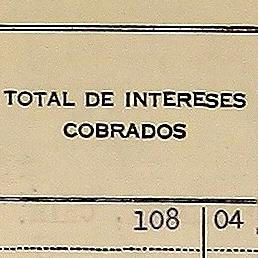 TOTAL DE INTERESES
COBRADOS
108 04